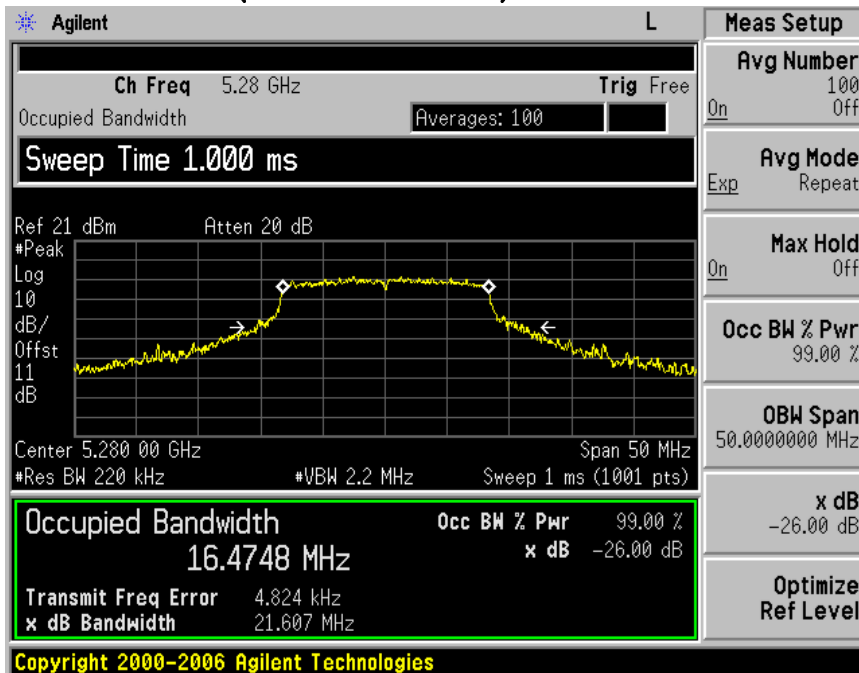 Agilent L
Meas Setup
Ch Freq 5.28 GHz Trig Free
Occupied Bandwidth Averages: 100
Sweep Time 1.000 ms
Ref 21 dBm Atten 20 dB
#Peak
Log
10
dB/
Offst
11
dB
Center 5.280 00 GHz Span 50 MHz
#Res BW 220 kHz #VBW 2.2 MHz Sweep 1 ms (1001 pts)
Occupied Bandwidth Occ BW % Pwr 99.00 %
16.4748 MHz x dB -26.00 dB
Transmit Freq Error 4.824 kHz
x dB Bandwidth 21.607 MHz
Avg Number
100
On Off
Avg Mode
Exp Repeat
Max Hold
On Off
Occ BW % Pwr
99.00 %
OBW Span
50.0000000 MHz
x dB
-26.00 dB
Optimize
Ref Level
Copyright 2000-2006 Agilent Technologies